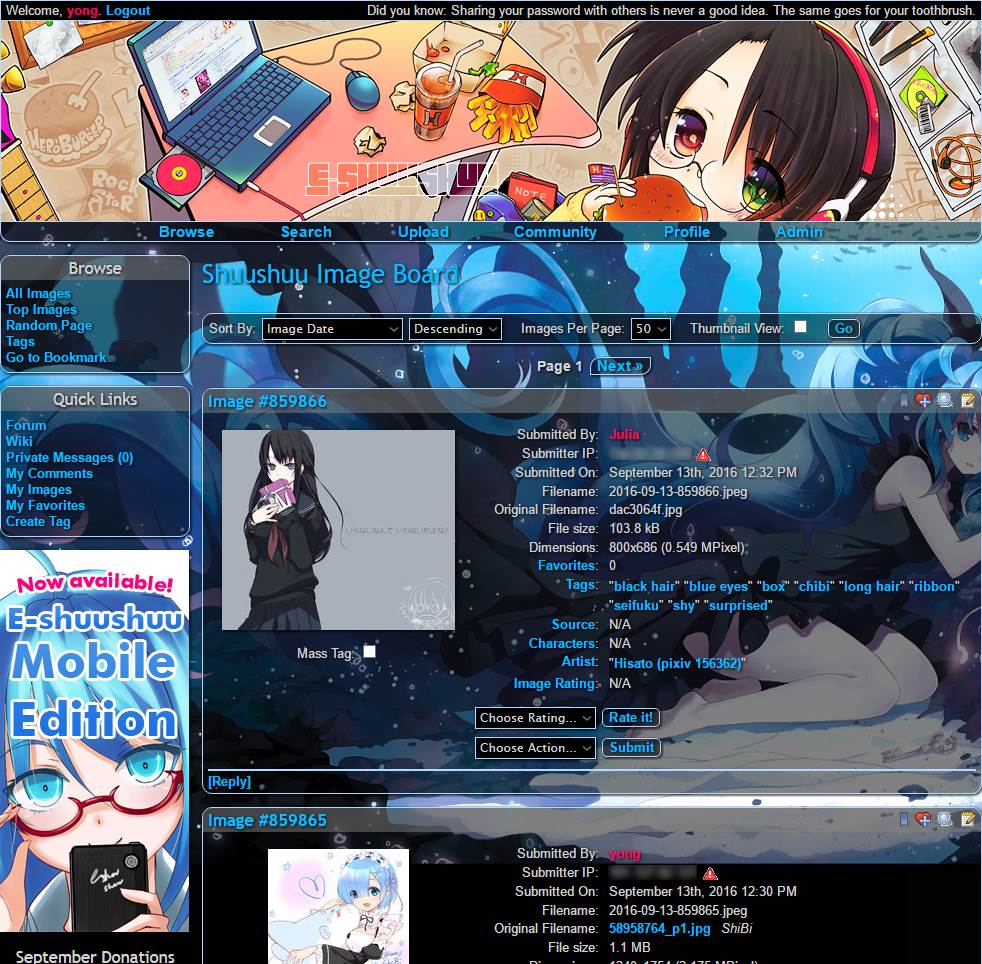 Welcome, yong. Logout
Did you know: Sharing your password with others is never a good idea. The same goes for your toothbrush.
HERO BURGER
ROCK STAR
E-SHUUSHUU
NOTE
Browse Search Upload Community Profile Admin
Browse
All Images
Top Images
Random Page
Tags
Go to Bookmark
Quick Links
Forum
Wiki
Private Messages (0)
My Comments
My Images
My Favorites
Create Tag
Now available!
E-shuushuu
Mobile
Edition
September Donations
Shuushuu Image Board
Sort By: Image Date Descending Images Per Page: 50 Thumbnail View: Go
Page 1 Next »
Image #859866
Submitted By: Julia
Submitter IP:
Submitted On: September 13th, 2016 12:32 PM
Filename: 2016-09-13-859866.jpeg
Original Filename: dac3064f.jpg
File size: 103.8 kB
Dimensions: 800x686 (0.549 MPixel)
Favorites: 0
Tags: "black hair" "blue eyes" "box" "chibi" "long hair" "ribbon"
"seifuku" "shy" "surprised"
Source: N/A
Characters: N/A
Artist: "Hisato (pixiv 156362)"
Image Rating: N/A
Mass Tag:
Choose Rating... Rate it!
Choose Action... Submit
[Reply]
Image #859865
Submitted By: yong
Submitter IP:
Submitted On: September 13th, 2016 12:30 PM
Filename: 2016-09-13-859865.jpeg
Original Filename: 58958764_p1.jpg ShiBi
File size: 1.1 MB